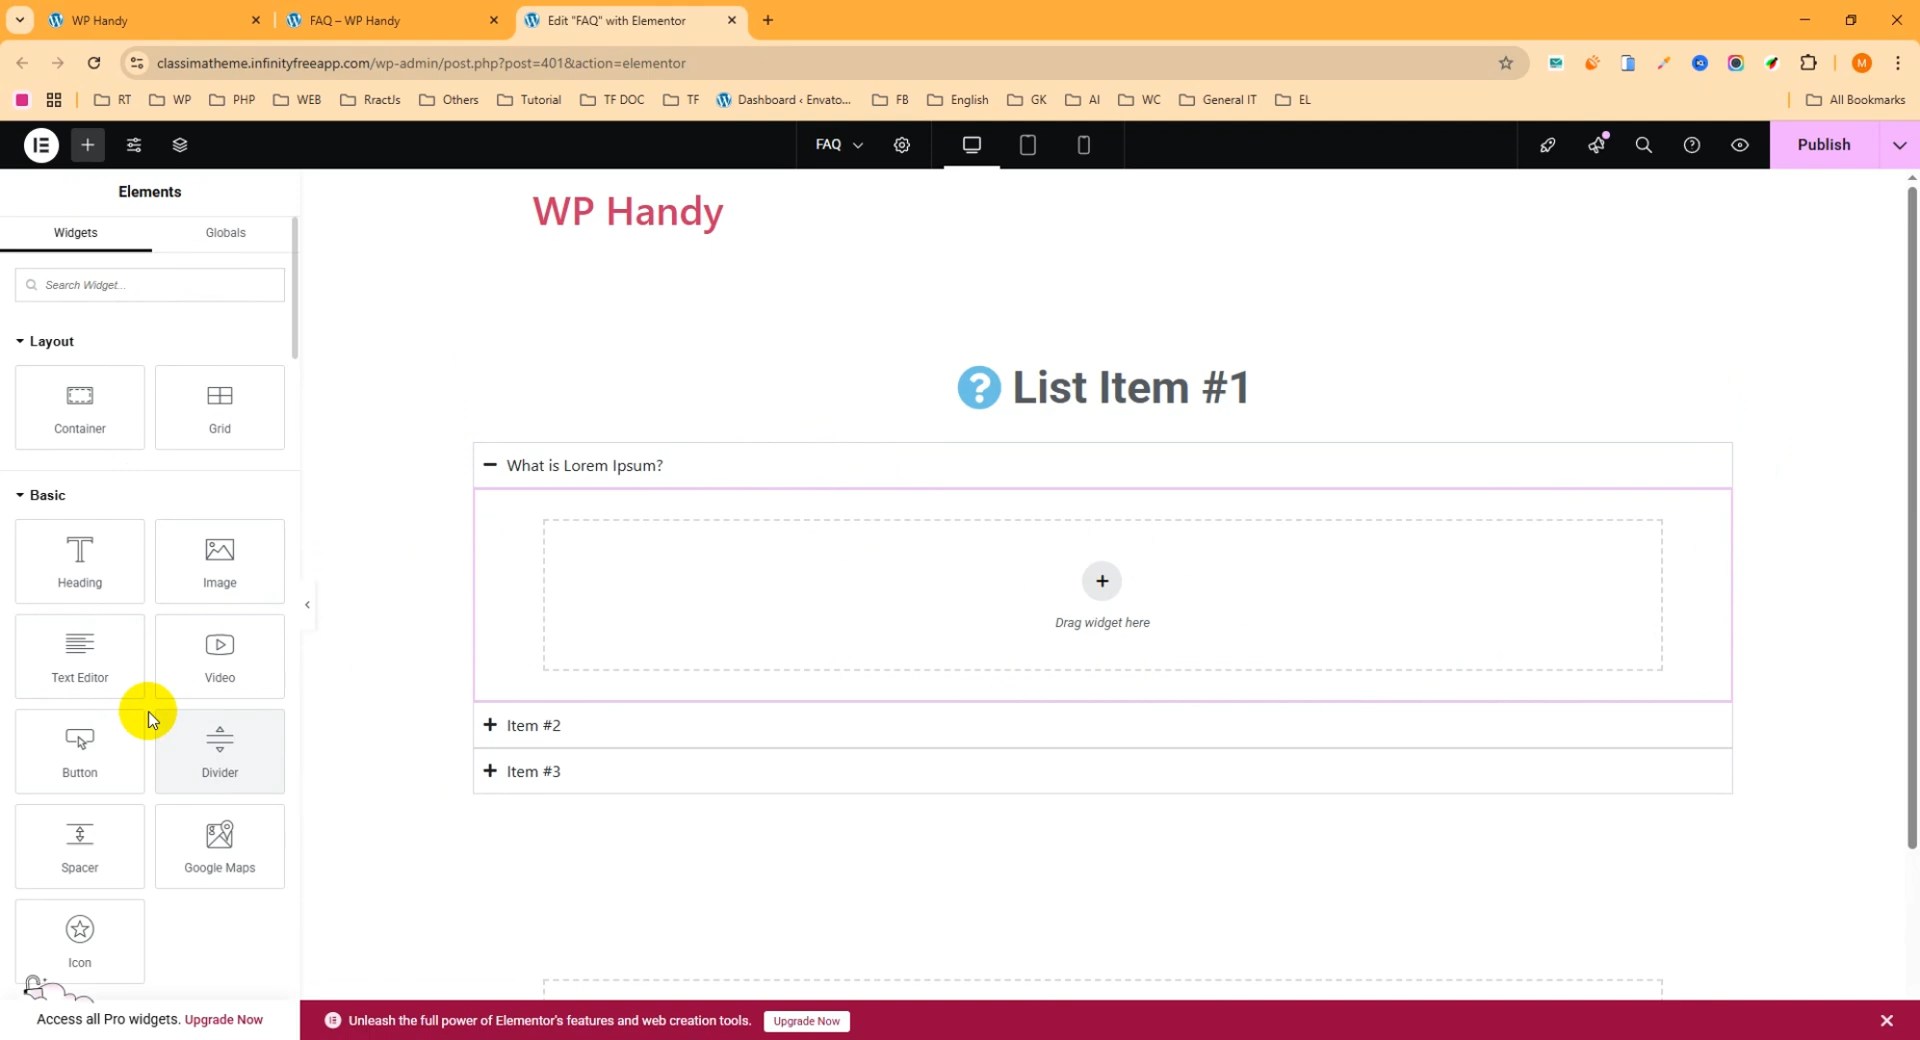 WP Handy
FAQ – WP Handy
Edit "FAQ" with Elementor
classimatheme.infinityfreeapp.com/wp-admin/post.php?post=401&action=elementor
M
RT
WP
PHP
WEB
RractJs
Others
Tutorial
TF DOC
TF
Dashboard ‹ Envato...
FB
English
GK
AI
WC
General IT
EL
All Bookmarks
FAQ
Publish
Elements
Widgets
Globals
Search Widget...
Layout
Container
Grid
Basic
Heading
Image
Text Editor
Video
Button
Divider
Spacer
Google Maps
Icon
Access all Pro widgets. Upgrade Now
WP Handy
List Item #1
What is Lorem Ipsum?
Drag widget here
Item #2
Item #3
Unleash the full power of Elementor's features and web creation tools.
Upgrade Now